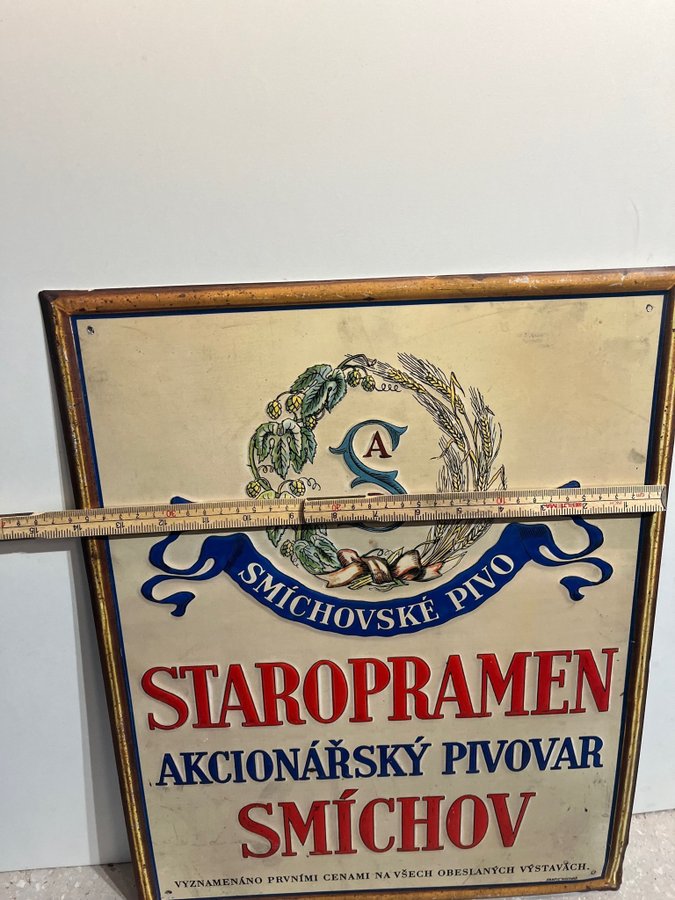 S
A
SMÍCHOVSKÉ PIVO
STAROPRAMEN
AKCIONÁŘSKÝ PIVOVAR
SMÍCHOV
VYZNAMENÁNO PRVNÍMI CENAMI NA VŠECH OBESLANÝCH VÝSTAVÁCH.